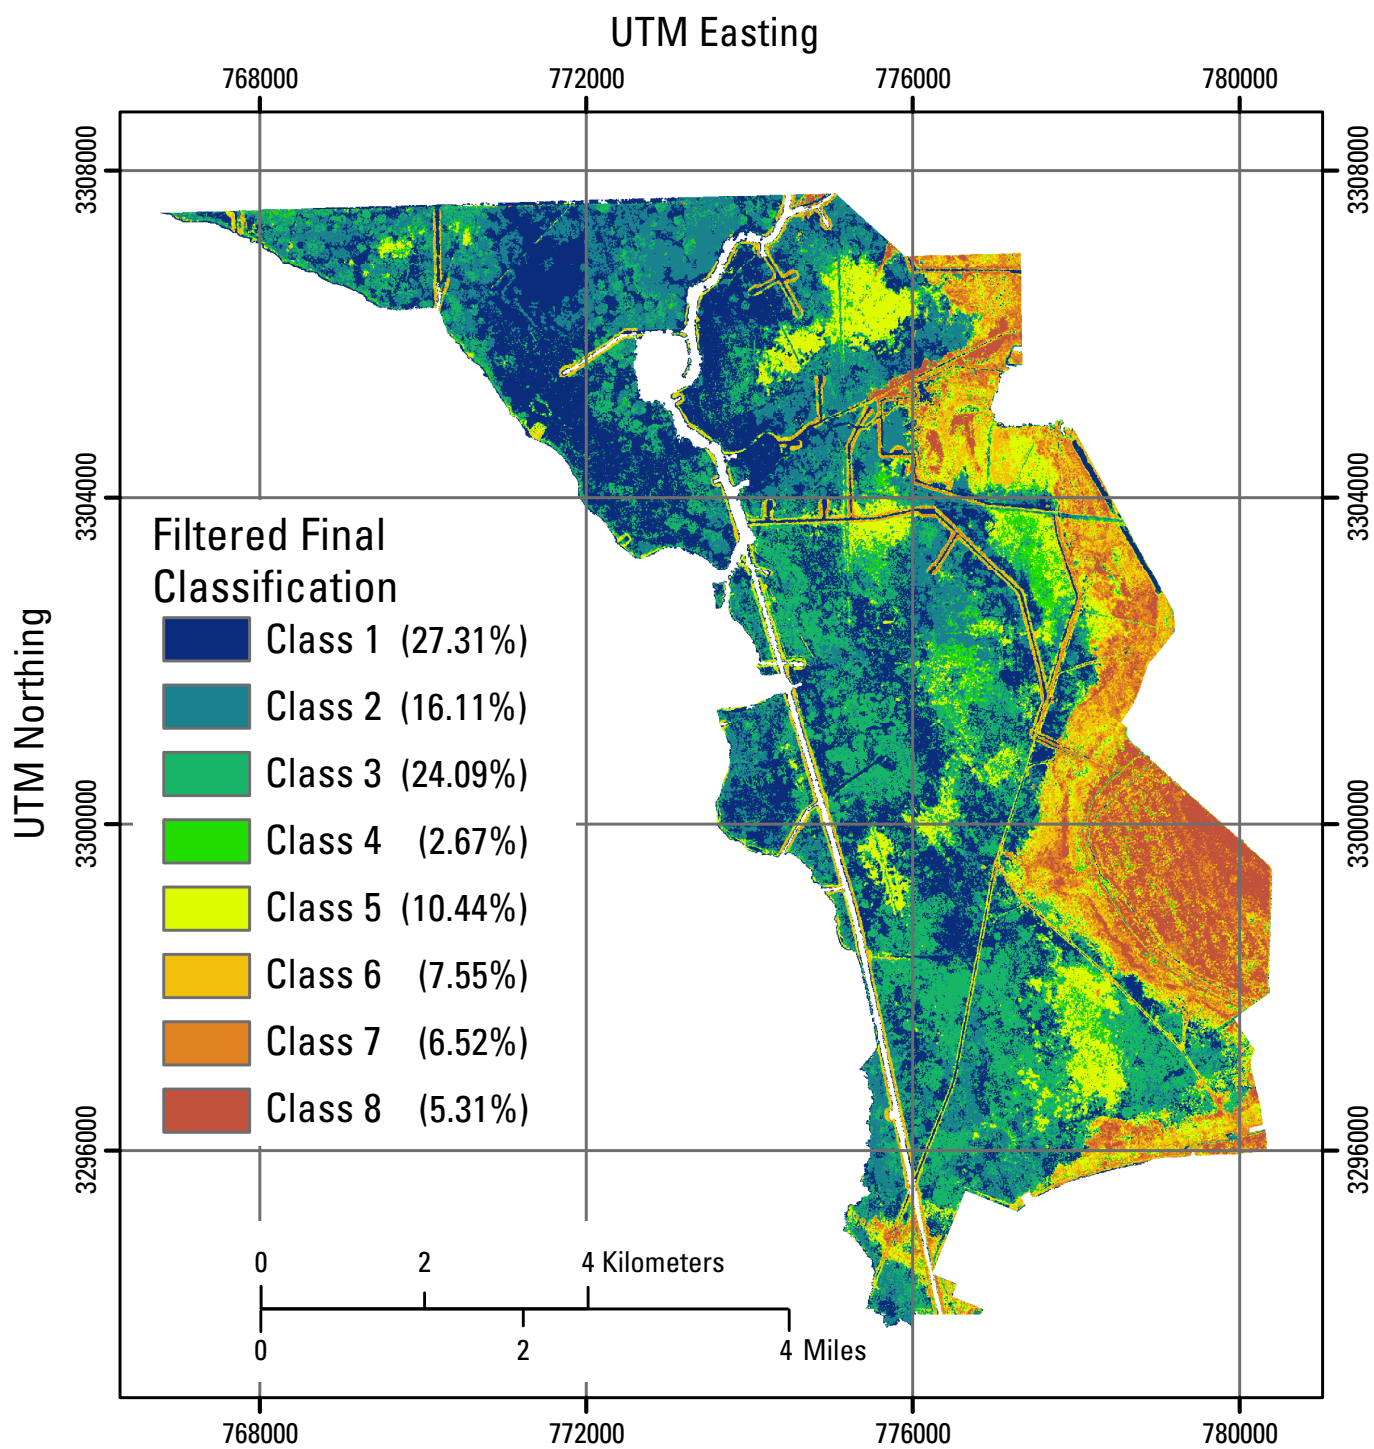 UTM Easting
768000 772000 776000 780000
3308000 3308000
3304000 3304000
Filtered Final
Classification
Class 1 (27.31%)
Class 2 (16.11%)
Class 3 (24.09%)
Class 4 (2.67%)
Class 5 (10.44%)
Class 6 (7.55%)
Class 7 (6.52%)
Class 8 (5.31%)
UTM Northing
3300000 3300000
3296000 3296000
0 2 4 Kilometers
0 2 4 Miles
768000 772000 776000 780000